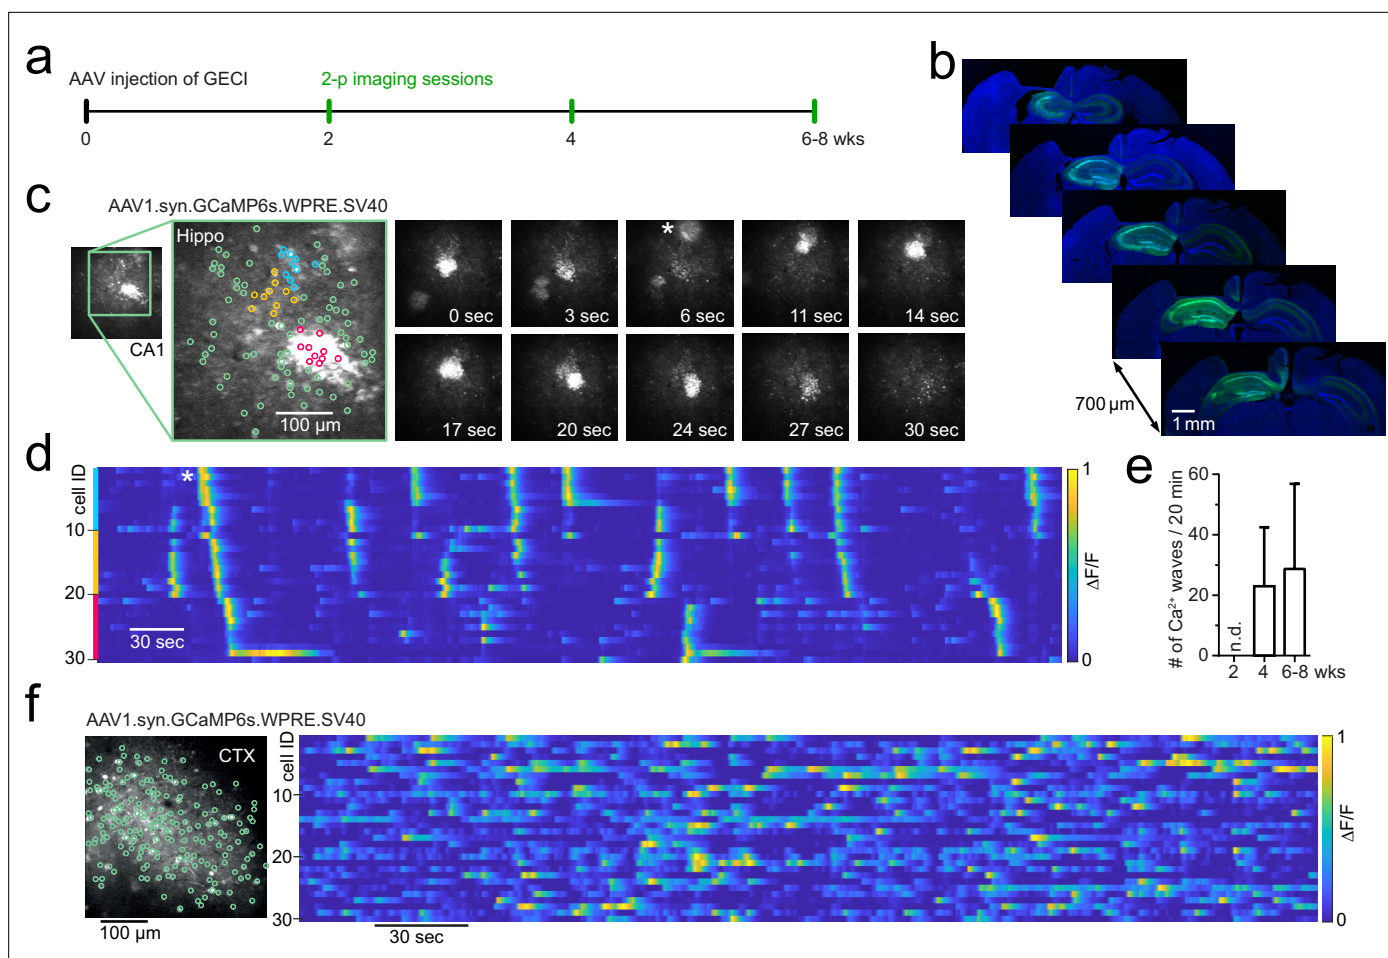 a
AAV injection of GECI
2-p imaging sessions
0
2
4
6-8 wks
b
700 µm
1 mm
c
AAV1.syn.GCaMP6s.WPRE.SV40
Hippo
CA1
100 µm
0 sec
3 sec
*
6 sec
11 sec
14 sec
17 sec
20 sec
24 sec
27 sec
30 sec
d
cell ID
10
20
30
*
30 sec
1
0
ΔF/F
e
# of Ca²⁺ waves / 20 min
60
40
20
0
n.d.
2
4
6-8 wks
f
AAV1.syn.GCaMP6s.WPRE.SV40
CTX
100 µm
cell ID
10
20
30
30 sec
1
0
ΔF/F